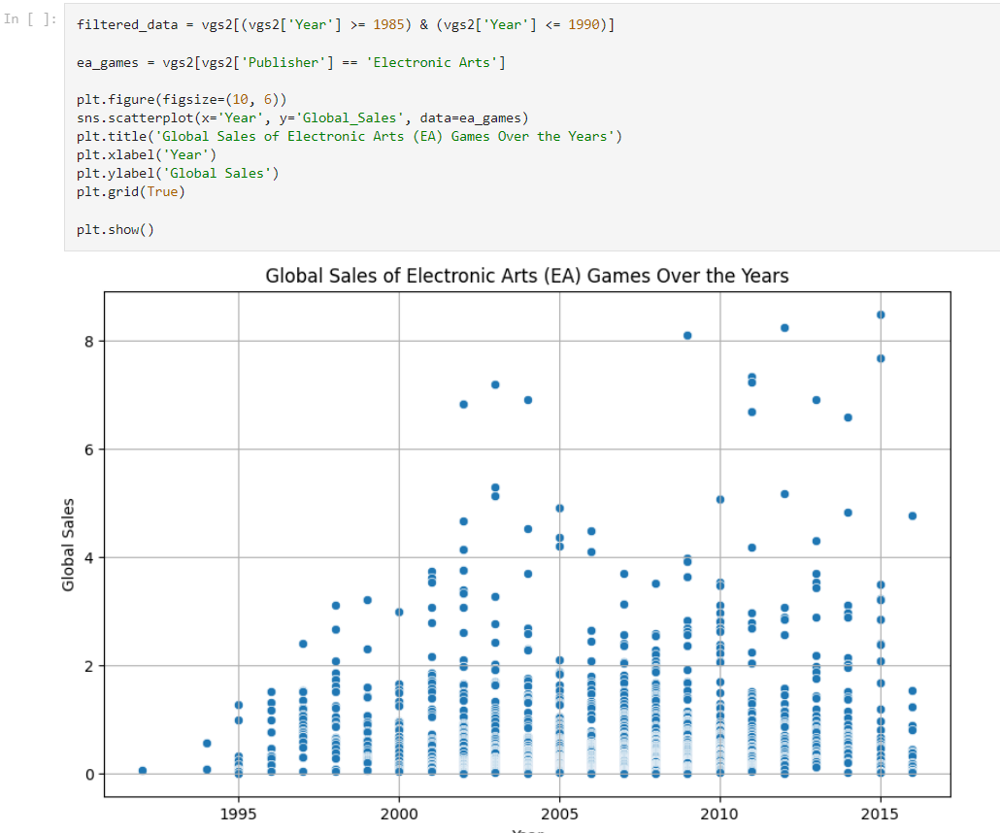 In [ ]:
filtered_data = vgs2[(vgs2['Year'] >= 1985) & (vgs2['Year'] <= 1990)]
ea_games = vgs2[vgs2['Publisher'] == 'Electronic Arts']
plt.figure(figsize=(10, 6))
sns.scatterplot(x='Year', y='Global_Sales', data=ea_games)
plt.title('Global Sales of Electronic Arts (EA) Games Over the Years')
plt.xlabel('Year')
plt.ylabel('Global Sales')
plt.grid(True)
plt.show()
Global Sales of Electronic Arts (EA) Games Over the Years
8
6
4
2
0
Global Sales
1995 2000 2005 2010 2015
Year